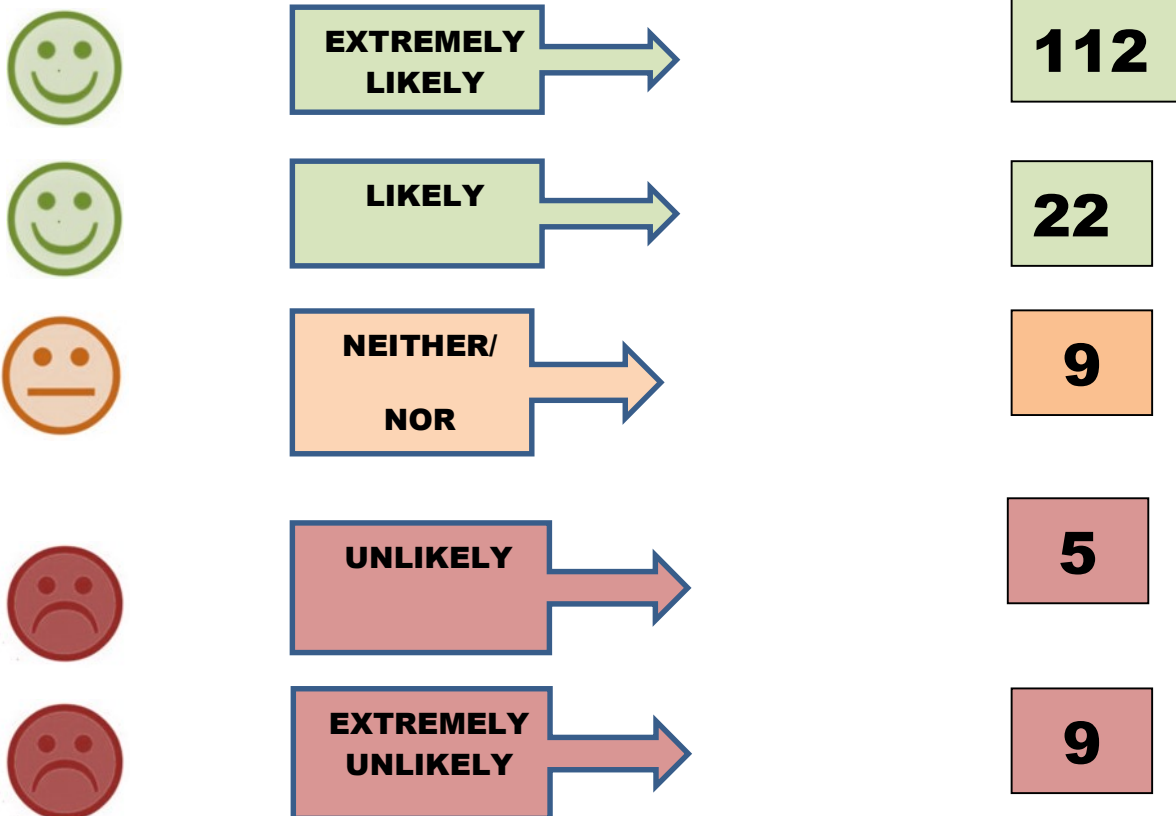 EXTREMELY
LIKELY
112
LIKELY
22
NEITHER/
NOR
9
UNLIKELY
5
EXTREMELY
UNLIKELY
9